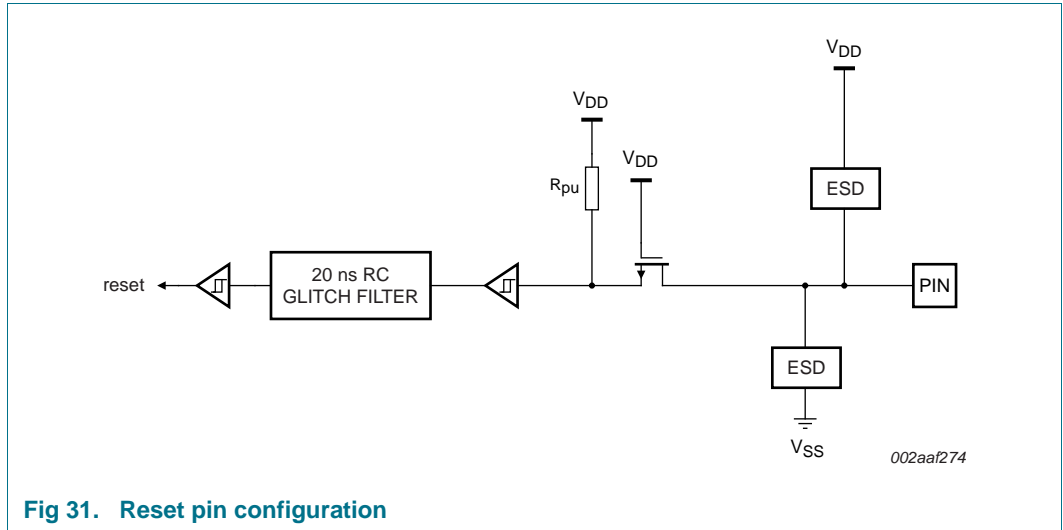 VDD
VDD
VDD
Rpu
ESD
reset
20 ns RC
GLITCH FILTER
PIN
ESD
VSS
002aaf274
Fig 31. Reset pin configuration